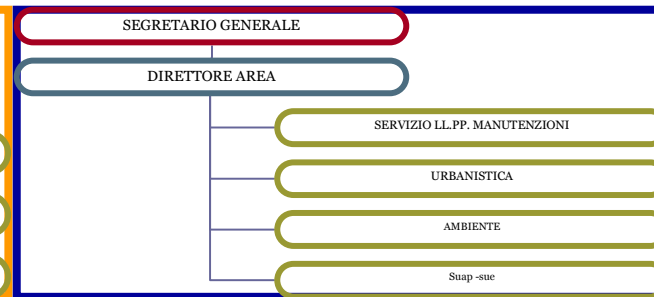 SEGRETARIO GENERALE
DIRETTORE AREA
SERVIZIO LL.PP. MANUTENZIONI
URBANISTICA
AMBIENTE
Suap -sue